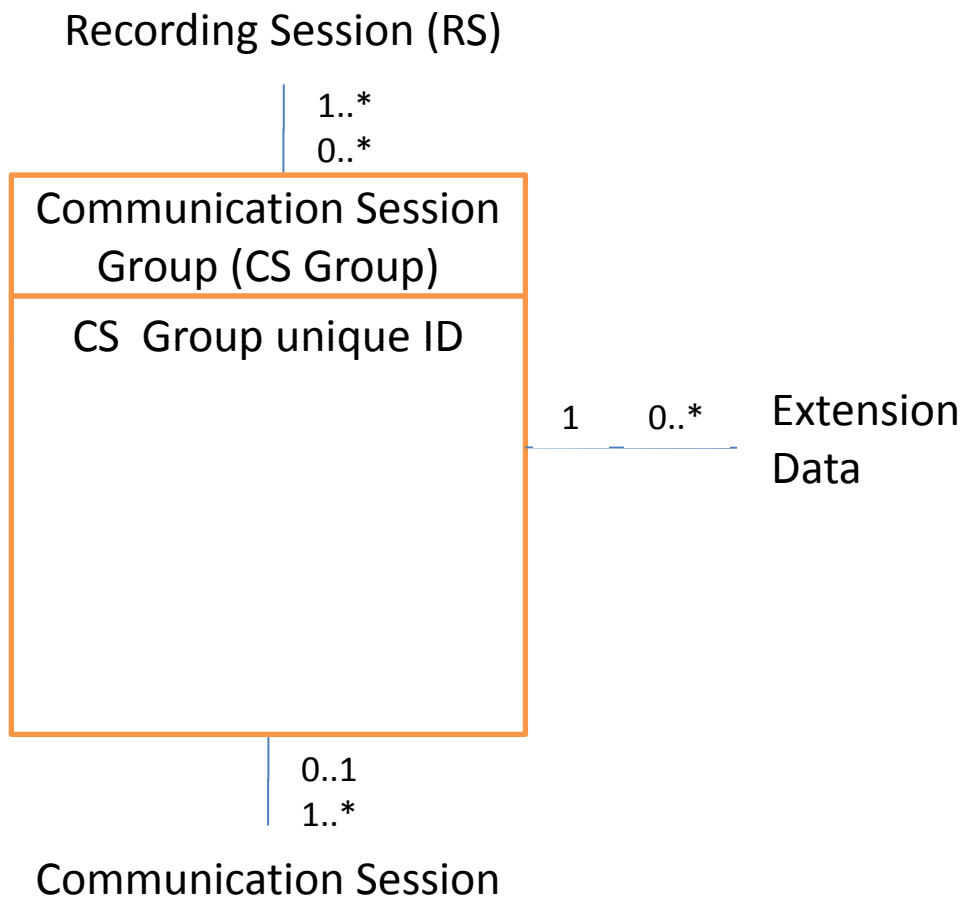 Recording Session (RS)
1..*
0..*
Communication Session
Group (CS Group)
CS Group unique ID
1 0..* Extension
Data
0..1
1..*
Communication Session